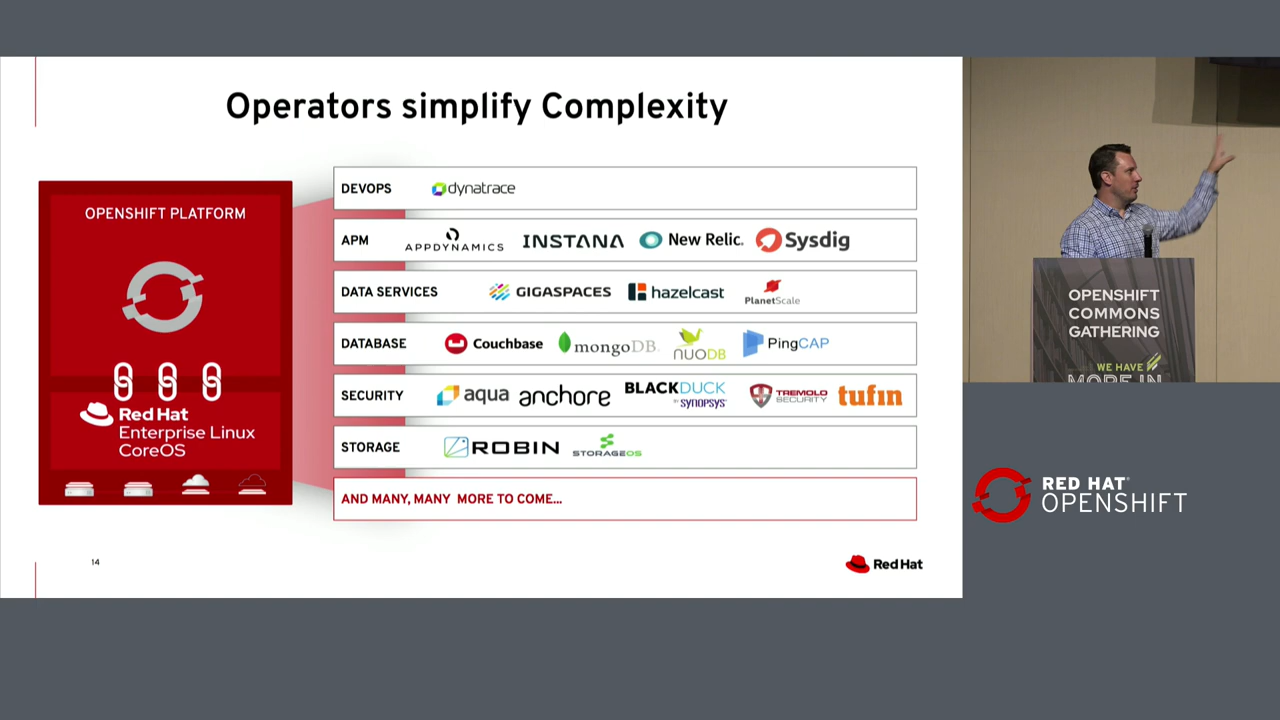 Operators simplify Complexity
OPENSHIFT PLATFORM
Red Hat
Enterprise Linux
CoreOS
DEVOPS dynatrace
APM APPDYNAMICS INSTANA New Relic. Sysdig
DATA SERVICES GIGASPACES hazelcast PlanetScale
DATABASE Couchbase mongoDB. NUODB PingCAP
SECURITY aqua anchore BLACKDUCK BY SYNOPSYS TREMOLO SECURITY tufin
STORAGE ROBIN STORAGEOS
AND MANY, MANY MORE TO COME...
14
Red Hat
OPENSHIFT
COMMONS
GATHERING
WE HAVE
MORE IN
RED HAT
OPENSHIFT